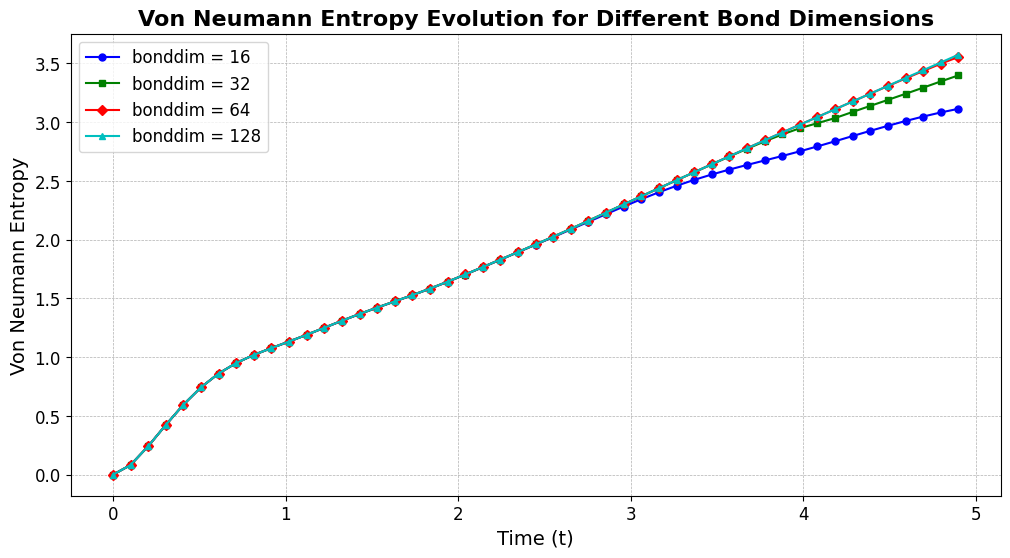 Von Neumann Entropy Evolution for Different Bond Dimensions
bonddim = 16
bonddim = 32
bonddim = 64
bonddim = 128
Von Neumann Entropy
3.5
3.0
2.5
2.0
1.5
1.0
0.5
0.0
0 1 2 3 4 5
Time (t)